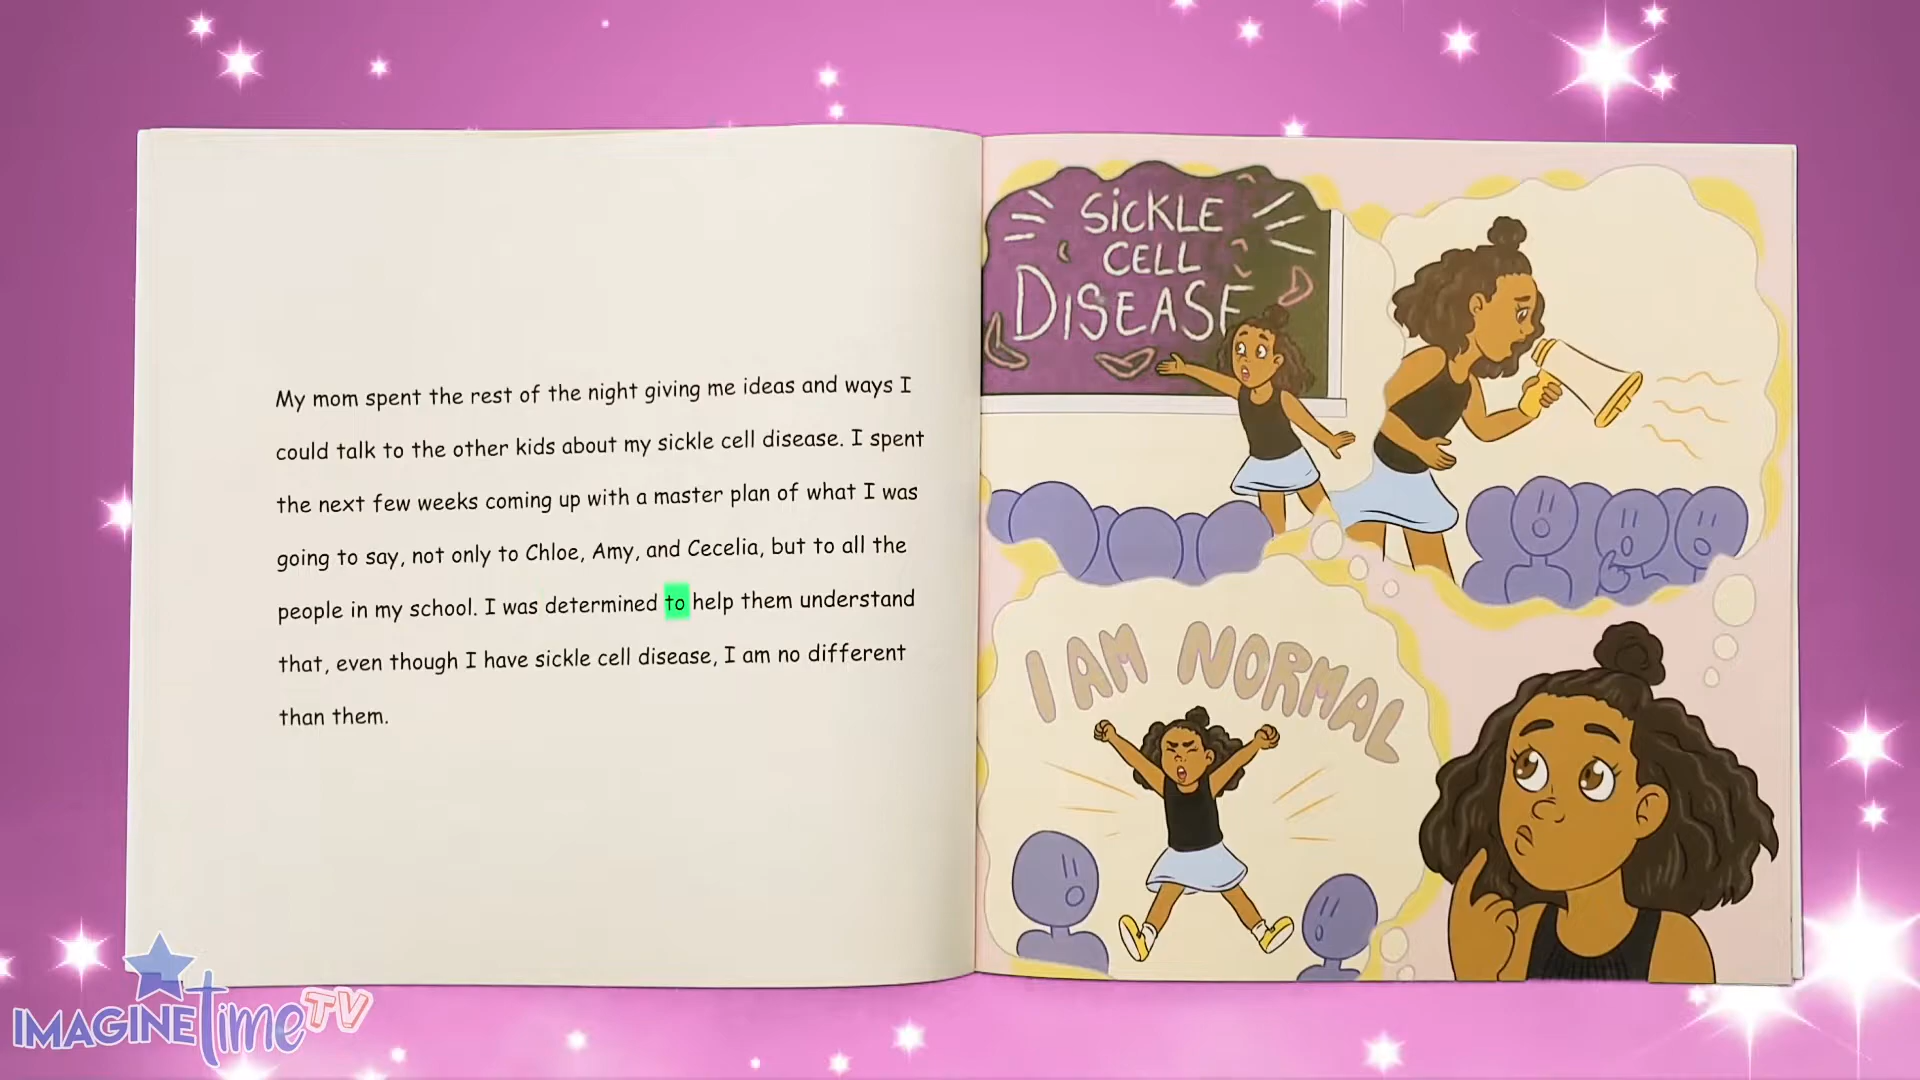 My mom spent the rest of the night giving me ideas and ways I
could talk to the other kids about my sickle cell disease. I spent
the next few weeks coming up with a master plan of what I was
going to say, not only to Chloe, Amy, and Cecelia, but to all the
people in my school. I was determined to help them understand
that, even though I have sickle cell disease, I am no different
than them.
SiCKLE
CELL
DiSEASE
I AM NORMAL
IMAGINEtimeTV